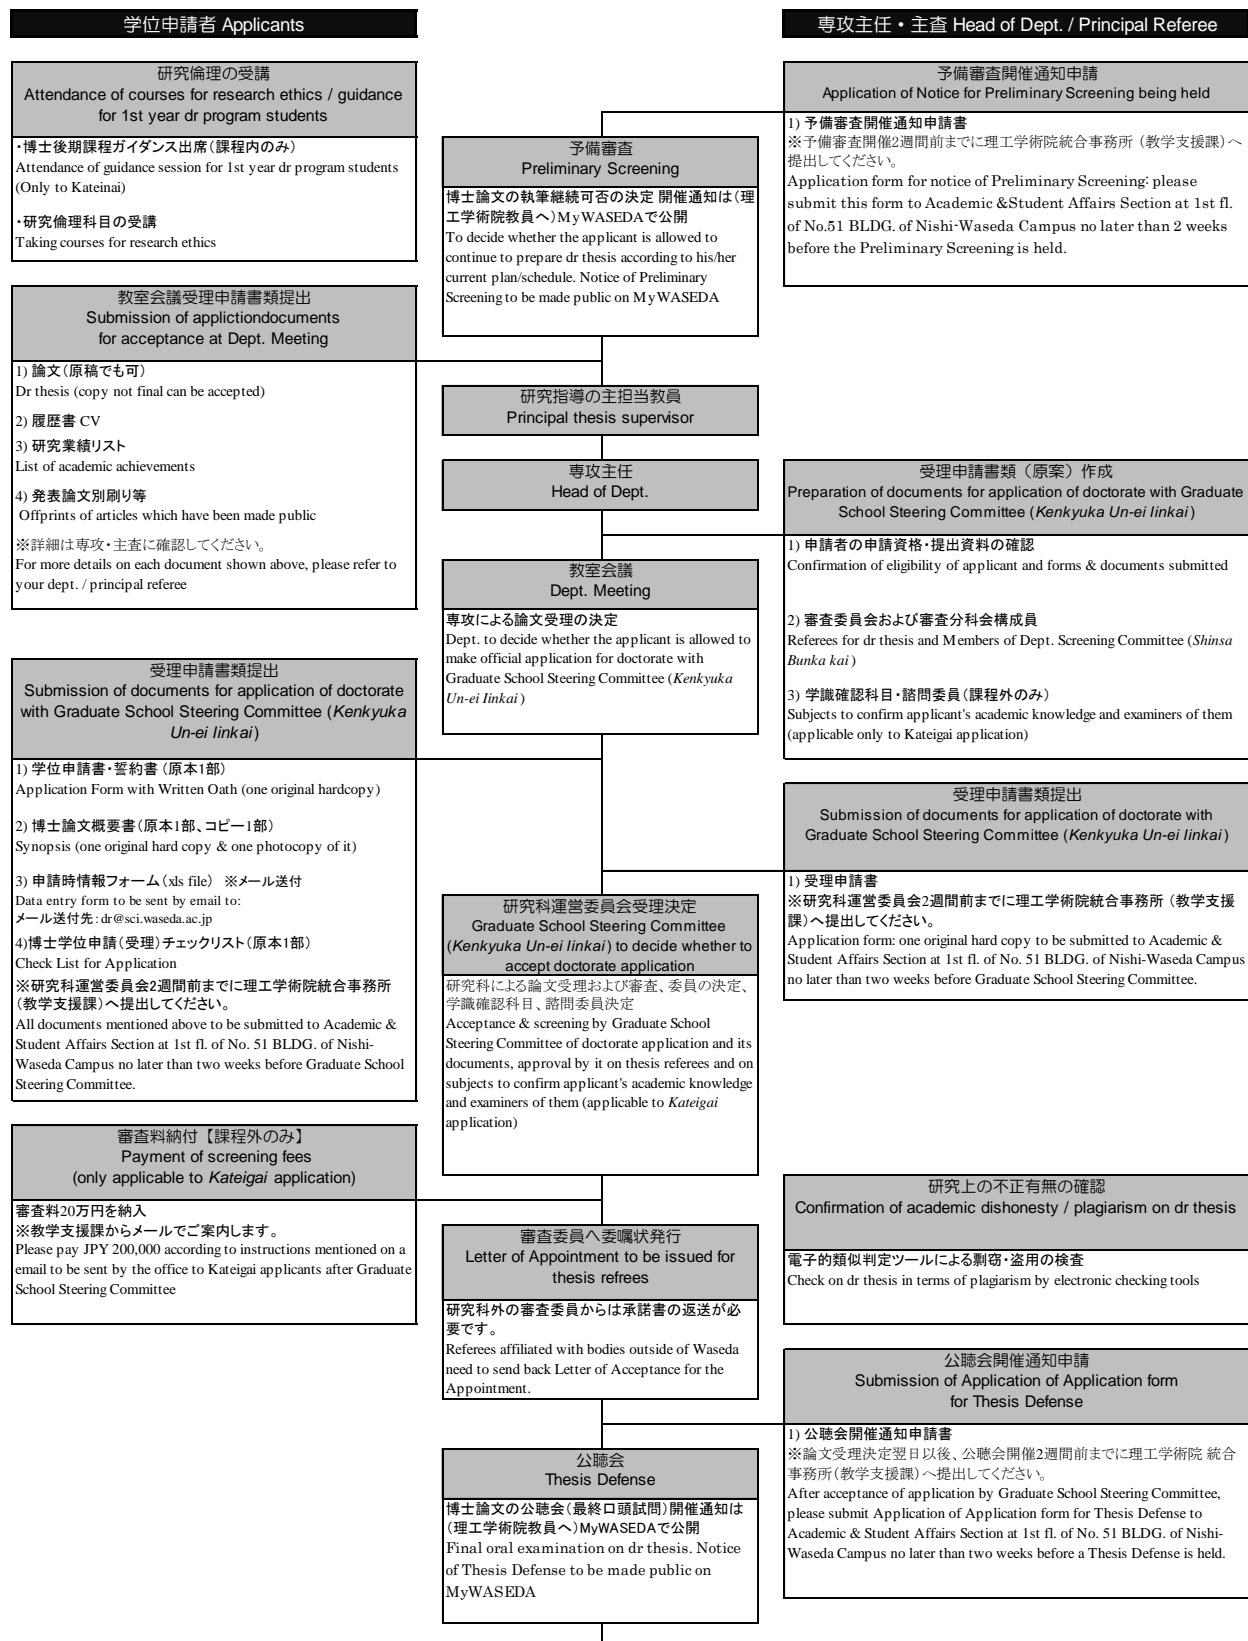 学位申請者 Applicants
専攻主任・主査 Head of Dept. / Principal Referee
研究倫理の受講
Attendance of courses for research ethics / guidance
for 1st year dr program students
・博士後期課程ガイダンス出席（課程内のみ）
Attendance of guidance session for 1st year dr program students
(Only to Kateinai)
・研究倫理科目の受講
Taking courses for research ethics
予備審査開催通知申請
Application of Notice for Preliminary Screening being held
1) 予備審査開催通知申請書
※予備審査開催2週間前までに理工学術院統合事務所 （教学支援課）へ
提出してください。
Application form for notice of Preliminary Screening: please
submit this form to Academic &Student Affairs Section at 1st fl.
of No.51 BLDG. of Nishi-Waseda Campus no later than 2 weeks
before the Preliminary Screening is held.
予備審査
Preliminary Screening
博士論文の執筆継続可否の決定 開催通知は（理
工学術院教員へ）MyWASEDAで公開
To decide whether the applicant is allowed to
continue to prepare dr thesis according to his/her
current plan/schedule. Notice of Preliminary
Screening to be made public on MyWASEDA
教室会議受理申請書類提出
Submission of applictiondocuments
for acceptance at Dept. Meeting
1) 論文（原稿でも可）
Dr thesis (copy not final can be accepted)
2) 履歴書 CV
3) 研究業績リスト
List of academic achievements
4) 発表論文別刷り等
Offprints of articles which have been made public
※詳細は専攻・主査に確認してください。
For more details on each document shown above, please refer to
your dept. / principal referee
研究指導の主担当教員
Principal thesis supervisor
専攻主任
Head of Dept.
受理申請書類（原案）作成
Preparation of documents for application of doctorate with Graduate
School Steering Committee (Kenkyuka Un-ei Iinkai)
1) 申請者の申請資格・提出資料の確認
Confirmation of eligibility of applicant and forms & documents submitted
2) 審査委員会および審査分科会構成員
Referees for dr thesis and Members of Dept. Screening Committee (Shinsa
Bunka kai)
3) 学識確認科目・諮問委員（課程外のみ）
Subjects to confirm applicant's academic knowledge and examiners of them
(applicable only to Kateigai application)
教室会議
Dept. Meeting
専攻による論文受理の決定
Dept. to decide whether the applicant is allowed to
make official application for doctorate with
Graduate School Steering Committee (Kenkyuka
Un-ei Iinkai)
受理申請書類提出
Submission of documents for application of doctorate
with Graduate School Steering Committee (Kenkyuka
Un-ei Iinkai)
1) 学位申請書・誓約書 （原本1部）
Application Form with Written Oath (one original hardcopy)
2) 博士論文概要書（原本1部、コピー1部）
Synopsis (one original hard copy & one photocopy of it)
3) 申請時情報フォーム（xls file) ※メール送付
Data entry form to be sent by email to:
メール送付先：dr@sci.waseda.ac.jp
4)博士学位申請（受理）チェックリスト（原本1部）
Check List for Application
※研究科運営委員会2週間前までに理工学術院統合事務所
（教学支援課）へ提出してください。
All documents mentioned above to be submitted to Academic &
Student Affairs Section at 1st fl. of No. 51 BLDG. of Nishi-
Waseda Campus no later than two weeks before Graduate School
Steering Committee.
受理申請書類提出
Submission of documents for application of doctorate with
Graduate School Steering Committee (Kenkyuka Un-ei Iinkai)
1) 受理申請書
※研究科運営委員会2週間前までに理工学術院統合事務所 （教学支援
課）へ提出してください。
Application form: one original hard copy to be submitted to Academic &
Student Affairs Section at 1st fl. of No. 51 BLDG. of Nishi-Waseda Campus
no later than two weeks before Graduate School Steering Committee.
研究科運営委員会受理決定
Graduate School Steering Committee
(Kenkyuka Un-ei Iinkai) to decide whether to
accept doctorate application
研究科による論文受理および審査、委員の決定、
学識確認科目、諮問委員決定
Acceptance & screening by Graduate School
Steering Committee of doctorate application and its
documents, approval by it on thesis referees and on
subjects to confirm applicant's academic knowledge
and examiners of them (applicable to Kateigai
application)
審査料納付【課程外のみ】
Payment of screening fees
(only applicable to Kateigai application)
審査料20万円を納入
※教学支援課からメールでご案内します。
Please pay JPY 200,000 according to instructions mentioned on a
email to be sent by the office to Kateigai applicants after Graduate
School Steering Committee
研究上の不正有無の確認
Confirmation of academic dishonesty / plagiarism on dr thesis
電子的類似判定ツールによる剽窃・盗用の検査
Check on dr thesis in terms of plagiarism by electronic checking tools
審査委員へ委嘱状発行
Letter of Appointment to be issued for
thesis refrees
研究科外の審査委員からは承諾書の返送が必
要です。
Referees affiliated with bodies outside of Waseda
need to send back Letter of Acceptance for the
Appointment.
公聴会開催通知申請
Submission of Application of Application form
for Thesis Defense
1) 公聴会開催通知申請書
※論文受理決定翌日以後、公聴会開催2週間前までに理工学術院 統合
事務所（教学支援課）へ提出してください。
After acceptance of application by Graduate School Steering Committee,
please submit Application of Application form for Thesis Defense to
Academic & Student Affairs Section at 1st fl. of No. 51 BLDG. of Nishi-
Waseda Campus no later than two weeks before a Thesis Defense is held.
公聴会
Thesis Defense
博士論文の公聴会（最終口頭試問）開催通知は
（理工学術院教員へ）MyWASEDAで公開
Final oral examination on dr thesis. Notice
of Thesis Defense to be made public on
MyWASEDA